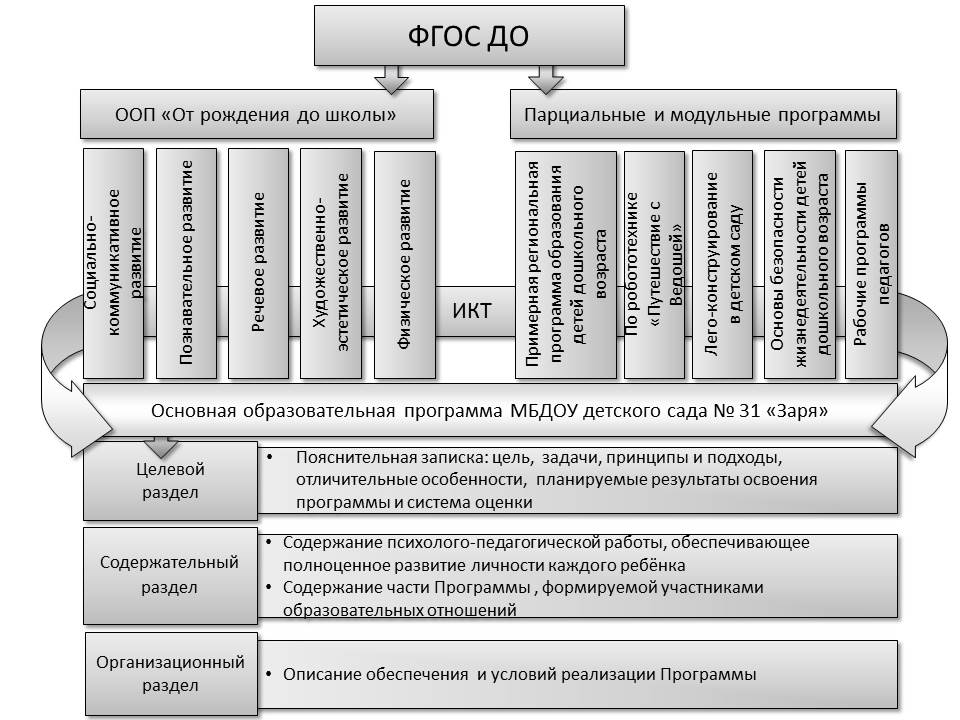 ФГОС ДО
ООП «От рождения до школы»
Парциальные и модульные программы
Социально-
коммуникативное
развитие
Познавательное развитие
Речевое развитие
Художественно-
эстетическое развитие
Физическое развитие
ИКТ
Примерная региональная
программа образования
детей дошкольного
возраста
По робототехнике
«Путешествие с
Ведошей»
Лего-конструирование
в детском саду
Основы безопасности
жизнедеятельности детей
дошкольного возраста
Рабочие программы
педагогов
Основная образовательная программа МБДОУ детского сада № 31 «Заря»
Целевой
раздел
• Пояснительная записка: цель, задачи, принципы и подходы,
отличительные особенности, планируемые результаты освоения
программы и система оценки
Содержательный
раздел
• Содержание психолого-педагогической работы, обеспечивающее
полноценное развитие личности каждого ребёнка
• Содержание части Программы , формируемой участниками
образовательных отношений
Организационный
раздел
• Описание обеспечения и условий реализации Программы